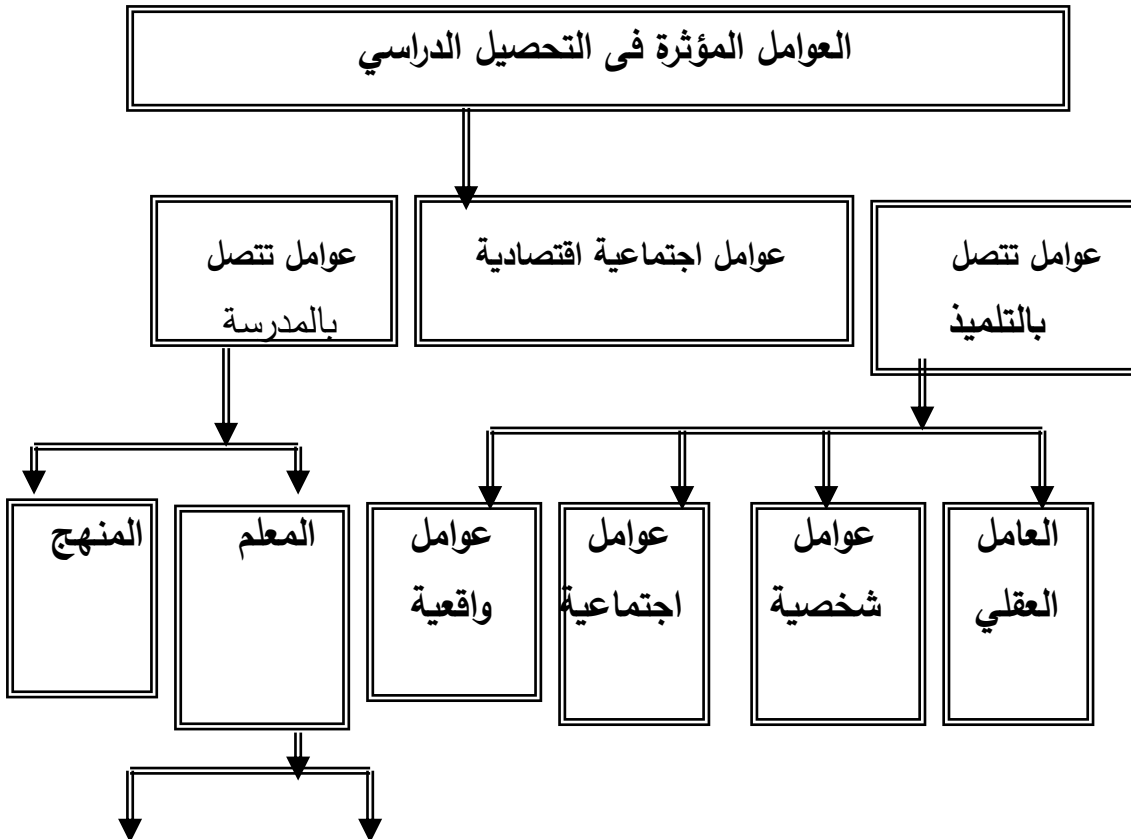 العوامل المؤثرة فى التحصيل الدراسي
عوامل تتصل
بالتلميذ
عوامل اجتماعية اقتصادية
عوامل تتصل
بالمدرسة
العامل
العقلي
عوامل
شخصية
عوامل
اجتماعية
عوامل
واقعية
المعلم
المنهج